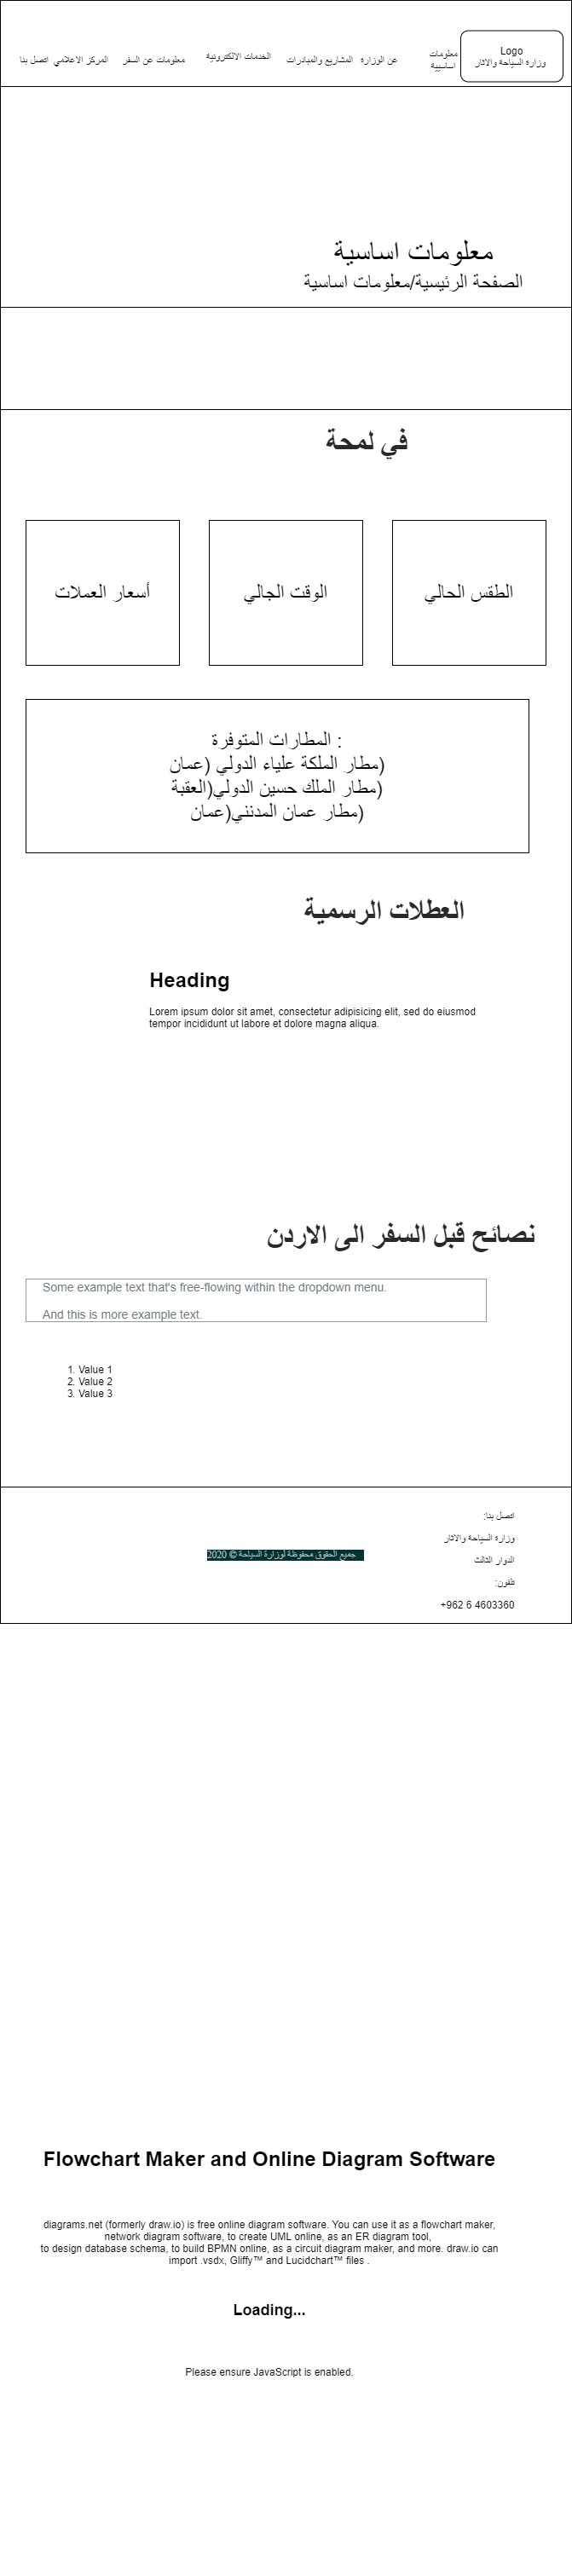 Logo
وزارة السياحة والاثار
معلومات
اساسيية
عن الوزارة
المشاريع والمبادرات
الخدمات الالكترونية
معلومات عن السفر
المركز الاعلامي
اتصل بنا
معلومات اساسية
الصفحة الرئيسية/معلومات اساسية
في لمحة
الطقس الحالي
الوقت الجالي
أسعار العملات
المطارات المتوفرة :
مطار الملكة علياء الدولي (عمان)
مطار الملك حسين الدولي(العقبة)
مطار عمان المدنني(عمان)
العطلات الرسمية
Heading
Lorem ipsum dolor sit amet, consectetur adipisicing elit, sed do eiusmod
tempor incididunt ut labore et dolore magna aliqua.
نصائح قبل السفر الى الاردن
Some example text that's free-flowing within the dropdown menu.
And this is more example text.
1. Value 1
2. Value 2
3. Value 3
اتصل بنا:
وزارة السياحة والاثار
الدوار الثالث
تلفون:
+962 6 4603360
جميع الحقوق محفوظة لوزارة السياحة © 2020
Flowchart Maker and Online Diagram Software
diagrams.net (formerly draw.io) is free online diagram software. You can use it as a flowchart maker,
network diagram software, to create UML online, as an ER diagram tool,
to design database schema, to build BPMN online, as a circuit diagram maker, and more. draw.io can
import .vsdx, Gliffy™ and Lucidchart™ files .
Loading...
Please ensure JavaScript is enabled.